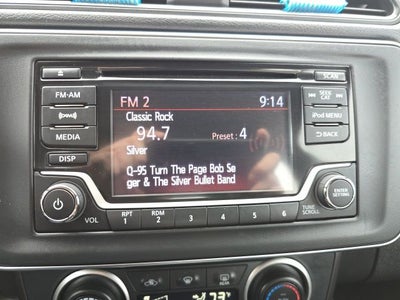 SCAN
FM·AM
MEDIA
DISP
VOL
FM 2 9:14
Classic Rock
94.7 Preset : 4
Silver
Q-95 Turn The Page Bob Se
ger & The Silver Bullet Band
SEEK
CAT
iPod MENU
BACK
ENTER
SETTING
TUNE
SCROLL
RPT
1
RDM
2
3
4
5
6
REAR
73°